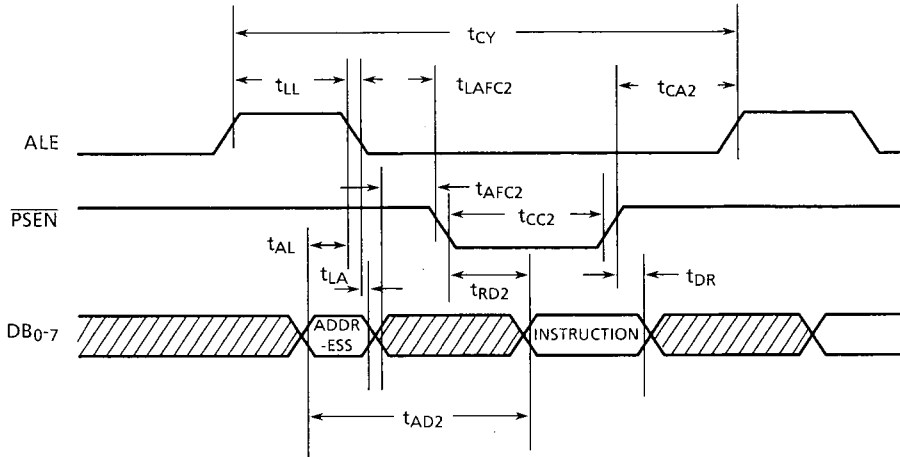 tCY
tLL
tLAFC2
tCA2
ALE
tAFC2
PSEN
tCC2
tAL
tLA
tRD2
tDR
DB0-7
ADDR
-ESS
INSTRUCTION
tAD2